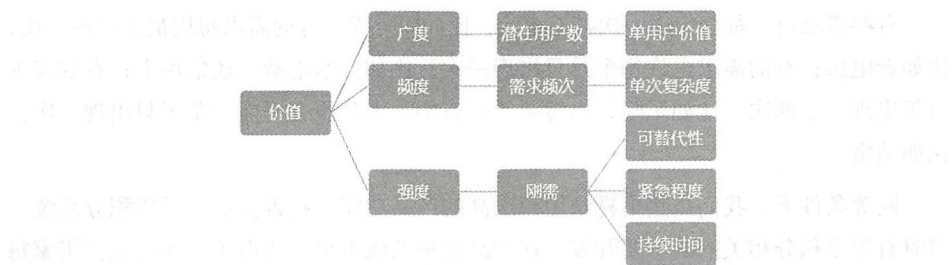 广度 潜在用户数 单用户价值
频度 需求频次 单次复杂度
价值
可替代性
强度 刚需 紧急程度
持续时间